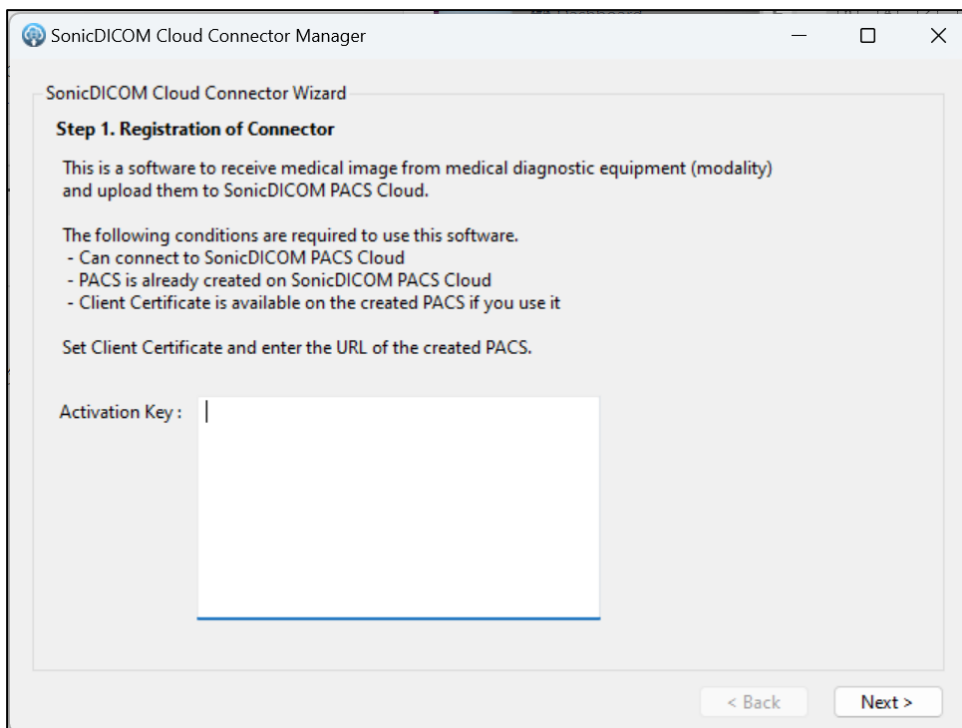 SonicDICOM Cloud Connector Manager
SonicDICOM Cloud Connector Wizard
Step 1. Registration of Connector
This is a software to receive medical image from medical diagnostic equipment (modality)
and upload them to SonicDICOM PACS Cloud.
The following conditions are required to use this software.
- Can connect to SonicDICOM PACS Cloud
- PACS is already created on SonicDICOM PACS Cloud
- Client Certificate is available on the created PACS if you use it
Set Client Certificate and enter the URL of the created PACS.
Activation Key :
< Back Next >